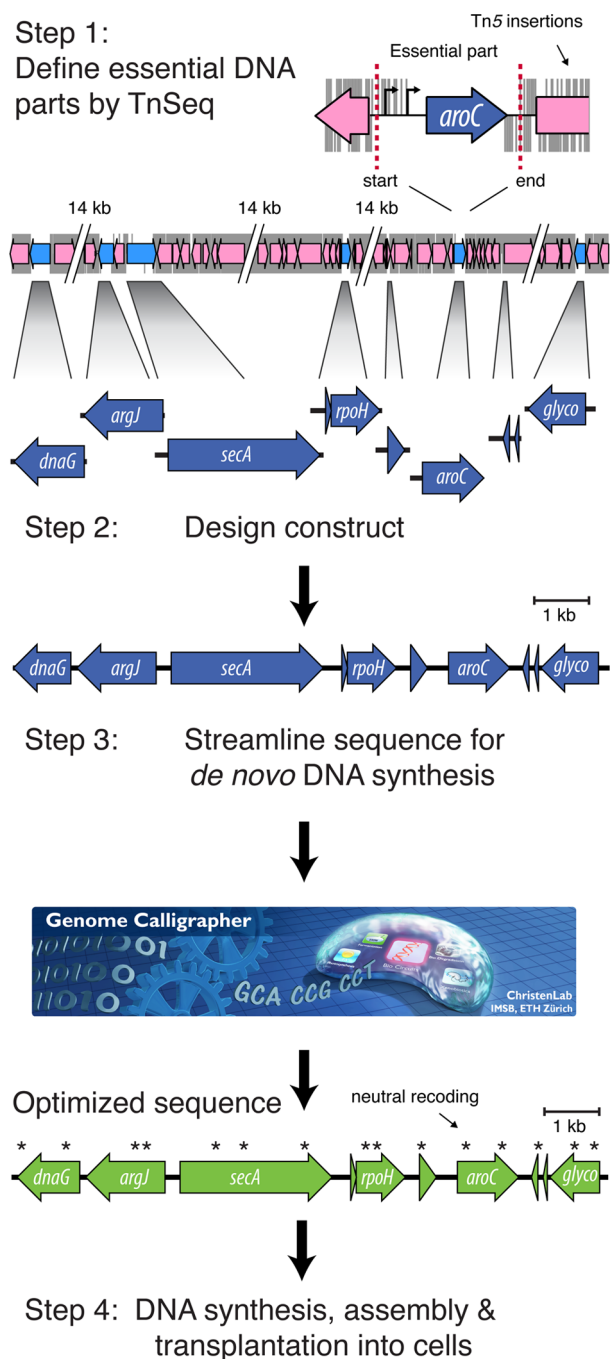 Step 1:
Define essential DNA
parts by TnSeq
Tn5 insertions
Essential part
aroC
start
end
14 kb
14 kb
14 kb
argJ
rpoH
glyco
dnaG
secA
aroC
Step 2: Design construct
1 kb
dnaG argJ secA rpoH aroC glyco
Step 3: Streamline sequence for
de novo DNA synthesis
Genome Calligrapher
GCA CCG CCT
ChristenLab
IMSB, ETH Zürich
Optimized sequence
neutral recoding
1 kb
* * * * * * * * * * * * * * *
dnaG argJ secA rpoH aroC glyco
Step 4: DNA synthesis, assembly &
transplantation into cells